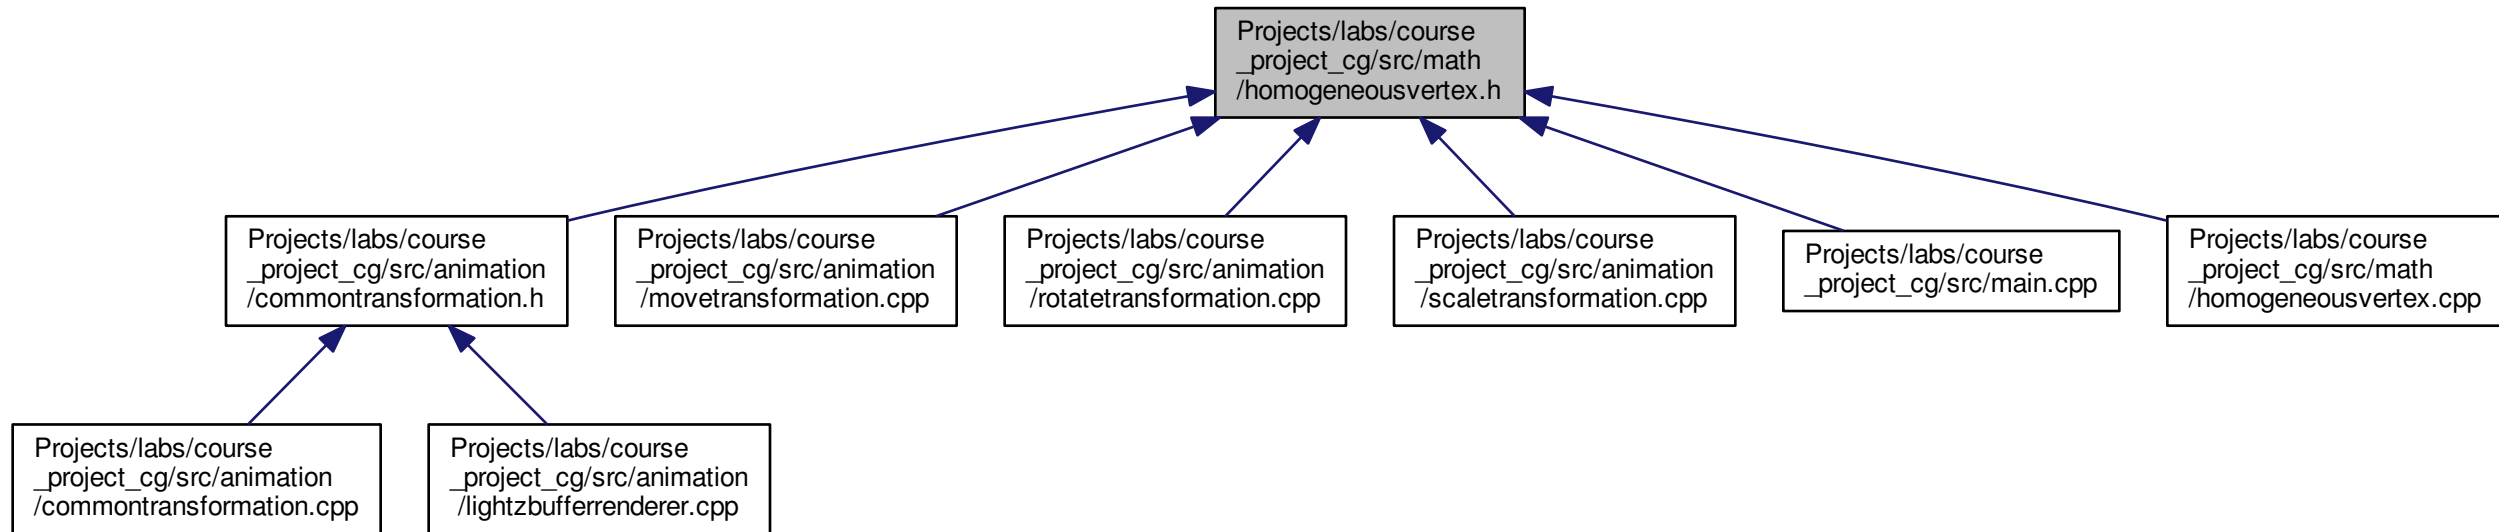 Projects/labs/course
_project_cg/src/math
/homogeneousvertex.h
Projects/labs/course
_project_cg/src/animation
/commontransformation.h
Projects/labs/course
_project_cg/src/animation
/movetransformation.cpp
Projects/labs/course
_project_cg/src/animation
/rotatetransformation.cpp
Projects/labs/course
_project_cg/src/animation
/scaletransformation.cpp
Projects/labs/course
_project_cg/src/main.cpp
Projects/labs/course
_project_cg/src/math
/homogeneousvertex.cpp
Projects/labs/course
_project_cg/src/animation
/commontransformation.cpp
Projects/labs/course
_project_cg/src/animation
/lightzbufferrenderer.cpp